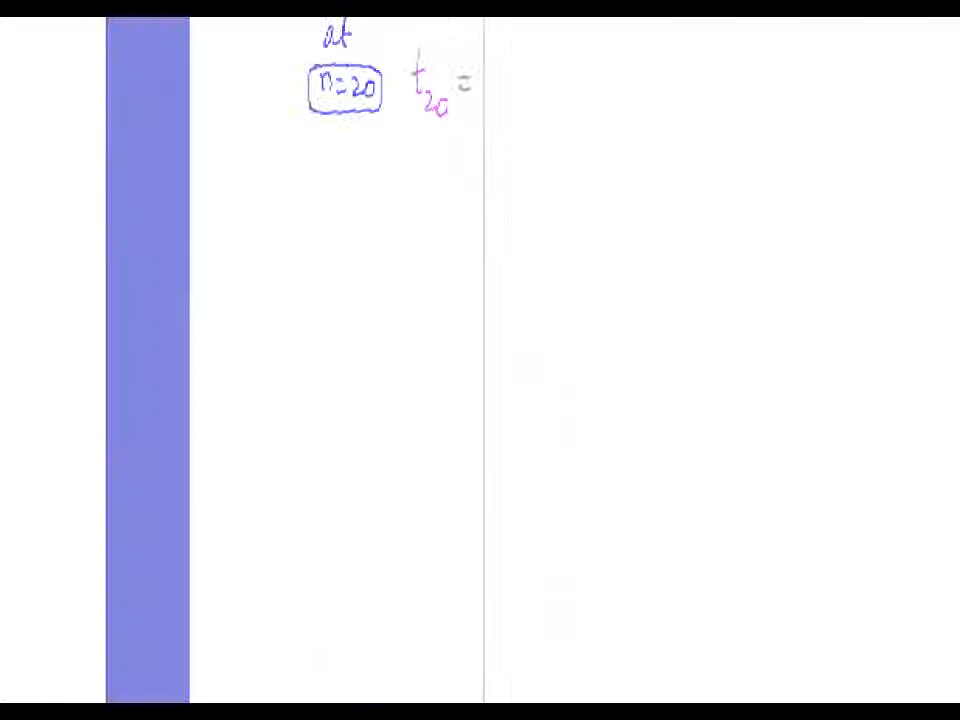 at
n=20 t₂₀ =